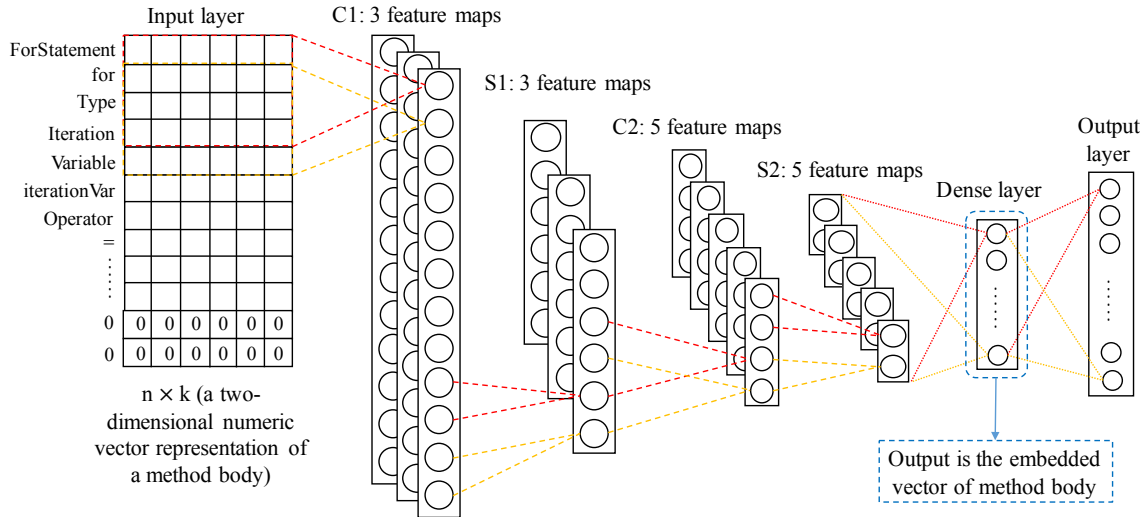 Input layer
C1: 3 feature maps
S1: 3 feature maps
C2: 5 feature maps
S2: 5 feature maps
Dense layer
Output
layer
ForStatement
for
Type
Iteration
Variable
iterationVar
Operator
=
......
0 0 0 0 0 0 0 0
0 0 0 0 0 0 0 0
n × k (a two-
dimensional numeric
vector representation of
a method body)
......
......
Output is the embedded
vector of method body